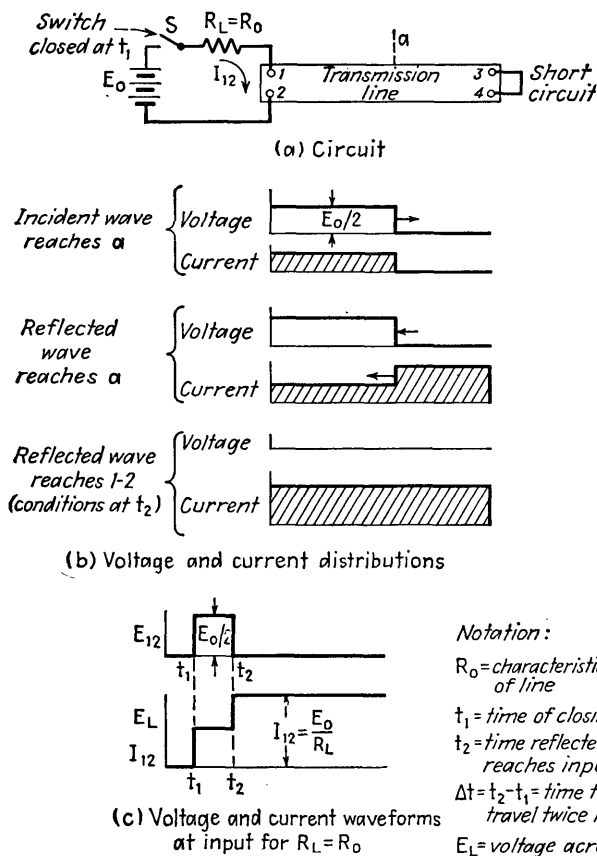 Switch
closed at t1
S
RL=R0
E0
I12
1
2
Transmission
line
a
3
4
Short
circuit
(a) Circuit
Incident wave
reaches a
Voltage
E0/2
Current
Reflected
wave
reaches a
Voltage
Current
Reflected wave
reaches 1-2
(conditions at t2)
Voltage
Current
(b) Voltage and current distributions
E12
E0/2
t1
t2
EL
I12
I12=E0/RL
t1
t2
(c) Voltage and current waveforms
at input for RL=R0
Notation:
R0=characteristic
of line
t1=time of
t2=time
reaches
Δt=t2-t1=time
travel twice
EL=voltage